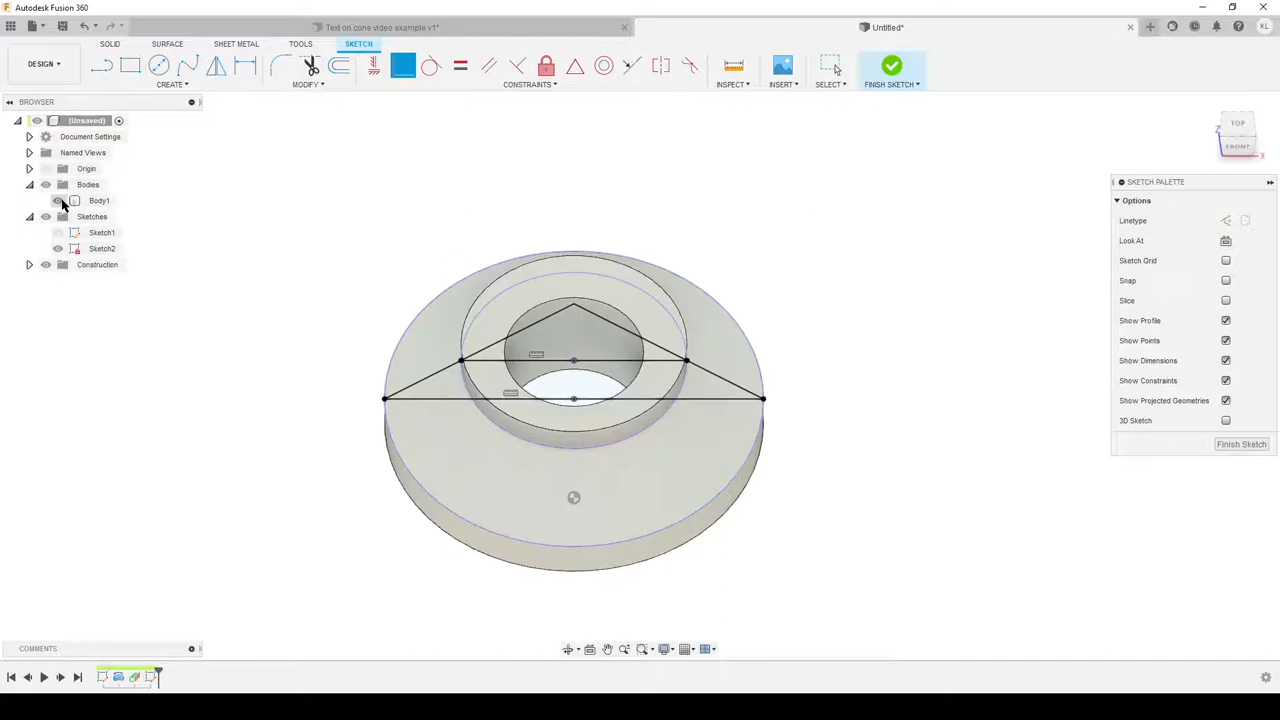 Autodesk Fusion 360
Text on cone video example v1*
Untitled*
KL
DESIGN
SOLID
SURFACE
SHEET METAL
TOOLS
SKETCH
CREATE
MODIFY
CONSTRAINTS
INSPECT
INSERT
SELECT
FINISH SKETCH
BROWSER
(Unsaved)
Document Settings
Named Views
Origin
Bodies
Body1
Sketches
Sketch1
Sketch2
Construction
TOP
FRONT
Z
X
SKETCH PALETTE
Options
Linetype
Look At
Sketch Grid
Snap
Slice
Show Profile
Show Points
Show Dimensions
Show Constraints
Show Projected Geometries
3D Sketch
Finish Sketch
COMMENTS